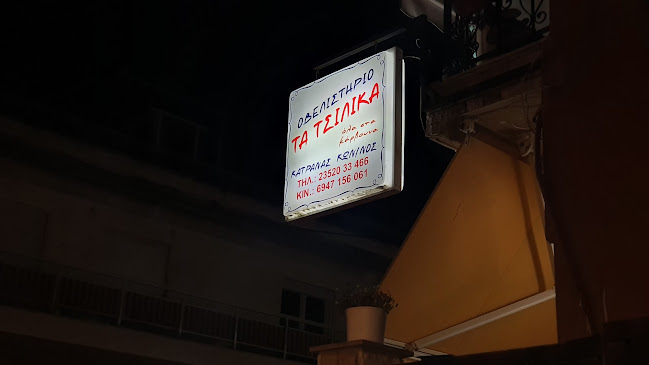 ΟΒΕΛΙΣΤΗΡΙΟ
ΤΑ ΤΣΙΛΙΚΑ
όλα στα
κάρβουνα
ΚΑΤΡΑΝΑΣ ΚΩΝ/ΝΟΣ
ΤΗΛ.: 23520 33 466
ΚΙΝ.: 6947 156 061